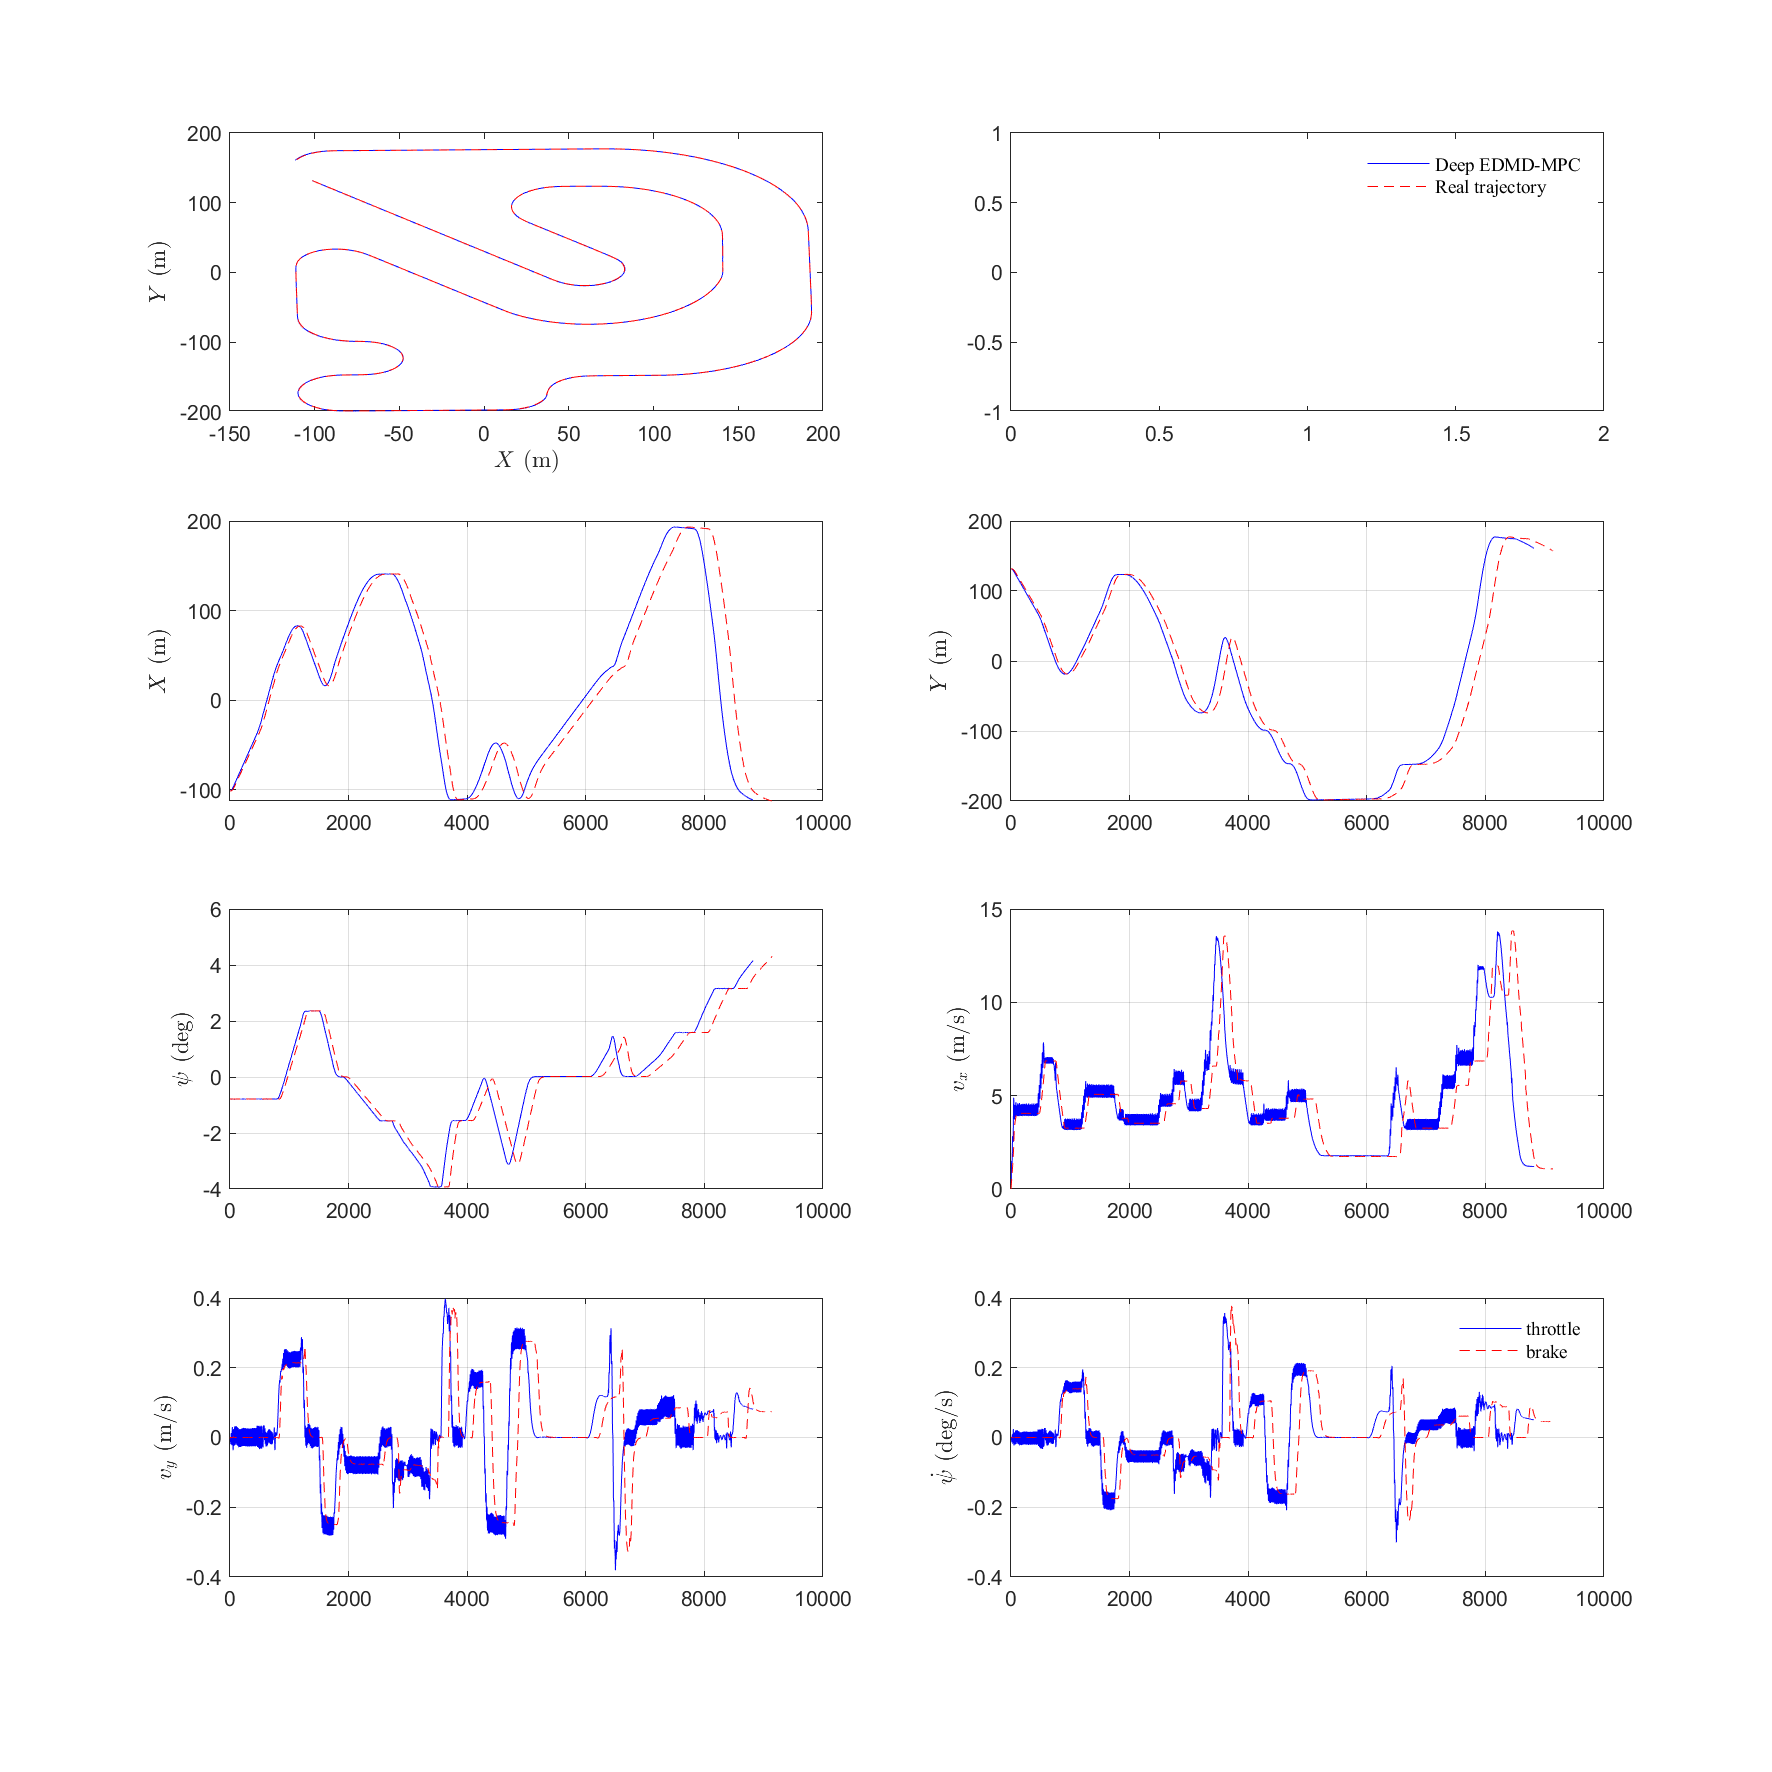 200
100
0
-100
-200
-150 -100 -50 0 50 100 150 200
Y (m)
X (m)
1
0.5
0
-0.5
-1
0 0.5 1 1.5 2
Deep EDMD-MPC
Real trajectory
200
100
0
-100
0 2000 4000 6000 8000 10000
X (m)
200
100
0
-100
-200
0 2000 4000 6000 8000 10000
Y (m)
6
4
2
0
-2
-4
0 2000 4000 6000 8000 10000
ψ (deg)
15
10
5
0
0 2000 4000 6000 8000 10000
v_x (m/s)
0.4
0.2
0
-0.2
-0.4
0 2000 4000 6000 8000 10000
v_y (m/s)
0.4
0.2
0
-0.2
-0.4
0 2000 4000 6000 8000 10000
ψ̇ (deg/s)
throttle
brake